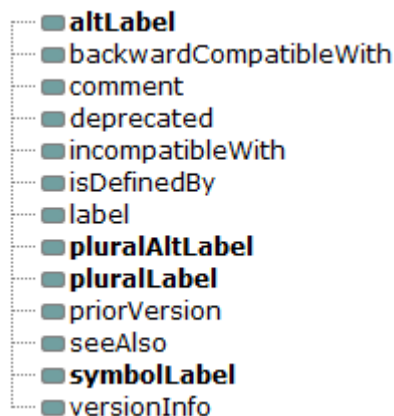 altLabel
backwardCompatibleWith
comment
deprecated
incompatibleWith
isDefinedBy
label
pluralAltLabel
pluralLabel
priorVersion
seeAlso
symbolLabel
versionInfo